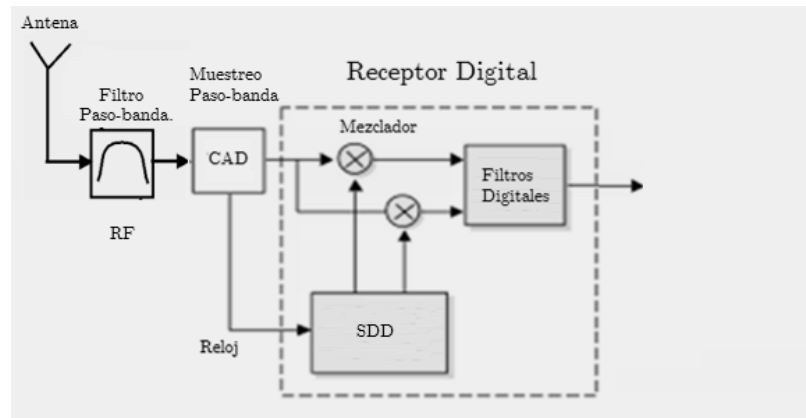 Antena
Filtro
Paso-banda.
RF
Muestreo
Paso-banda
CAD
Receptor Digital
Mezclador
Filtros
Digitales
SDD
Reloj